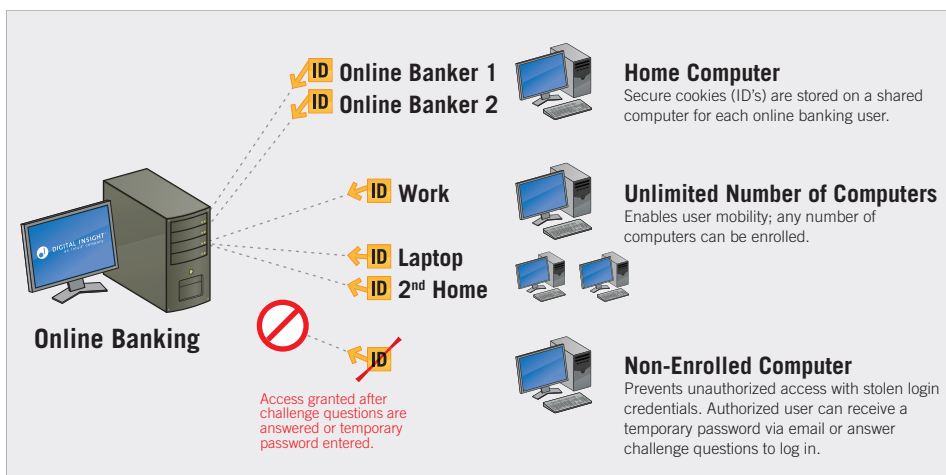 ID Online Banker 1
ID Online Banker 2
Home Computer
Secure cookies (ID's) are stored on a shared
computer for each online banking user.
ID Work
ID Laptop
ID 2nd Home
Unlimited Number of Computers
Enables user mobility; any number of
computers can be enrolled.
DIGITAL INSIGHT
Online Banking
ID
Access granted after
challenge questions are
answered or temporary
password entered.
Non-Enrolled Computer
Prevents unauthorized access with stolen login
credentials. Authorized user can receive a
temporary password via email or answer
challenge questions to log in.